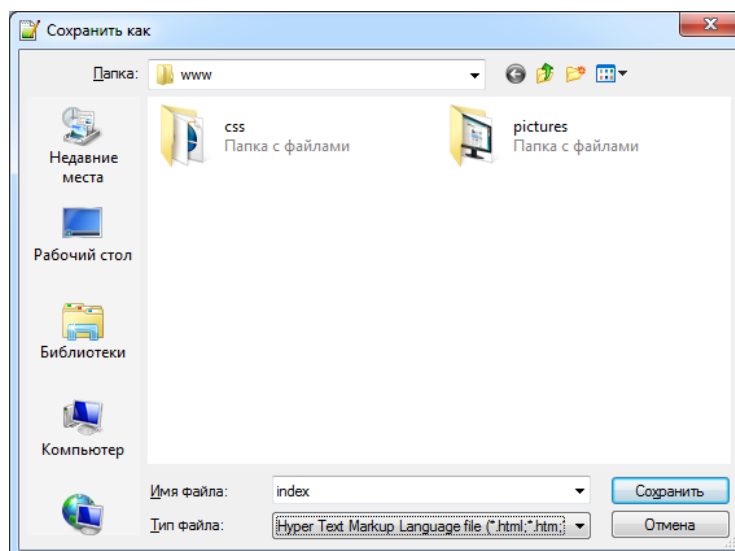 Сохранить как
Папка:
www
css
Папка с файлами
pictures
Папка с файлами
Недавние
места
Рабочий стол
Библиотеки
Компьютер
Имя файла:
index
Сохранить
Тип файла:
Hyper Text Markup Language file (*.html;*.htm;
Отмена